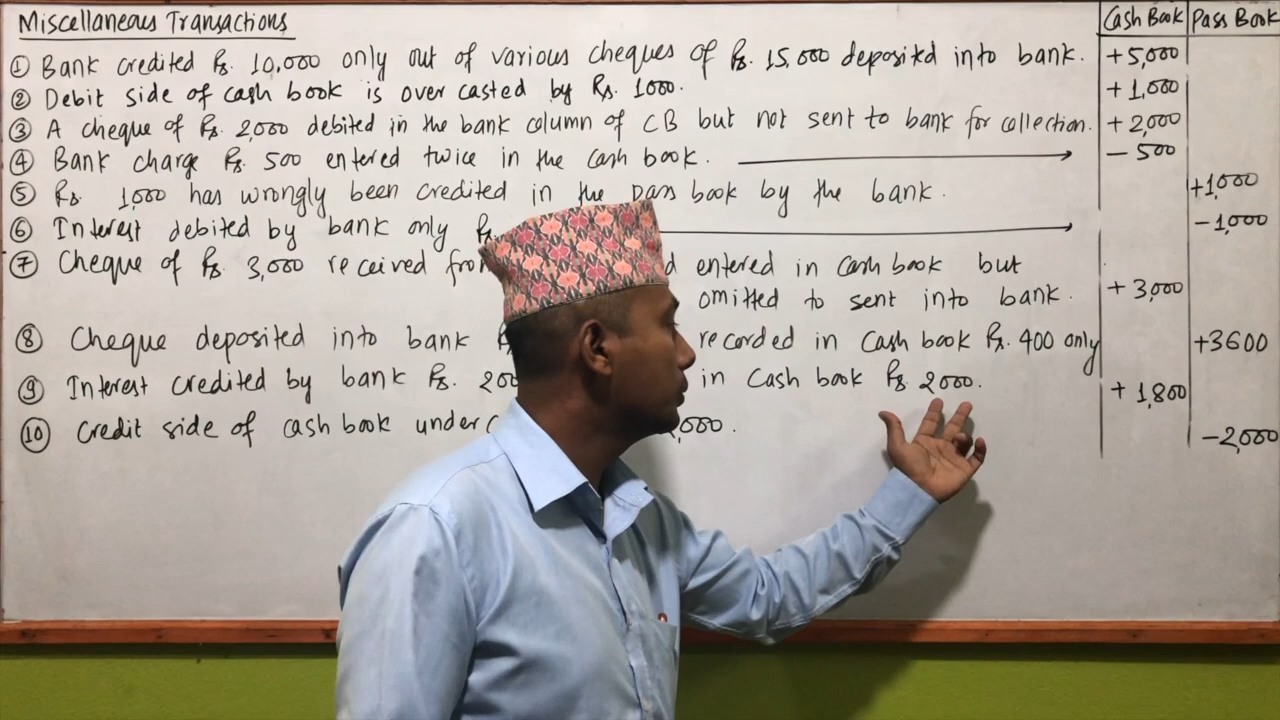 Miscellaneous Transactions Cash Book Pass Book
① Bank credited Rs. 10,000 only out of various cheques of Rs. 15,000 depositd into bank. +5,000
② Debit side of cash book is over casted by Rs. 1000. +1,000
③ A cheque of Rs. 2,000 debited in the bank column of CB but not sent to bank for collection. +2,000
④ Bank charge Rs. 500 entered twice in the cash book. → -500
⑤ Rs. 1,000 has wrongly been credited in the pass book by the bank. +1,000
⑥ Interest debited by bank only Rs. → -1,000
⑦ Cheque of Rs. 3,000 received entered in cash book but
omitted to sent into bank. +3,000
⑧ Cheque deposited into bank recorded in Cash book Rs. 400 only +3600
⑨ Interest credited by bank Rs. in Cash book Rs. 2000. +1,800
⑩ Credit side of cash book -2,000